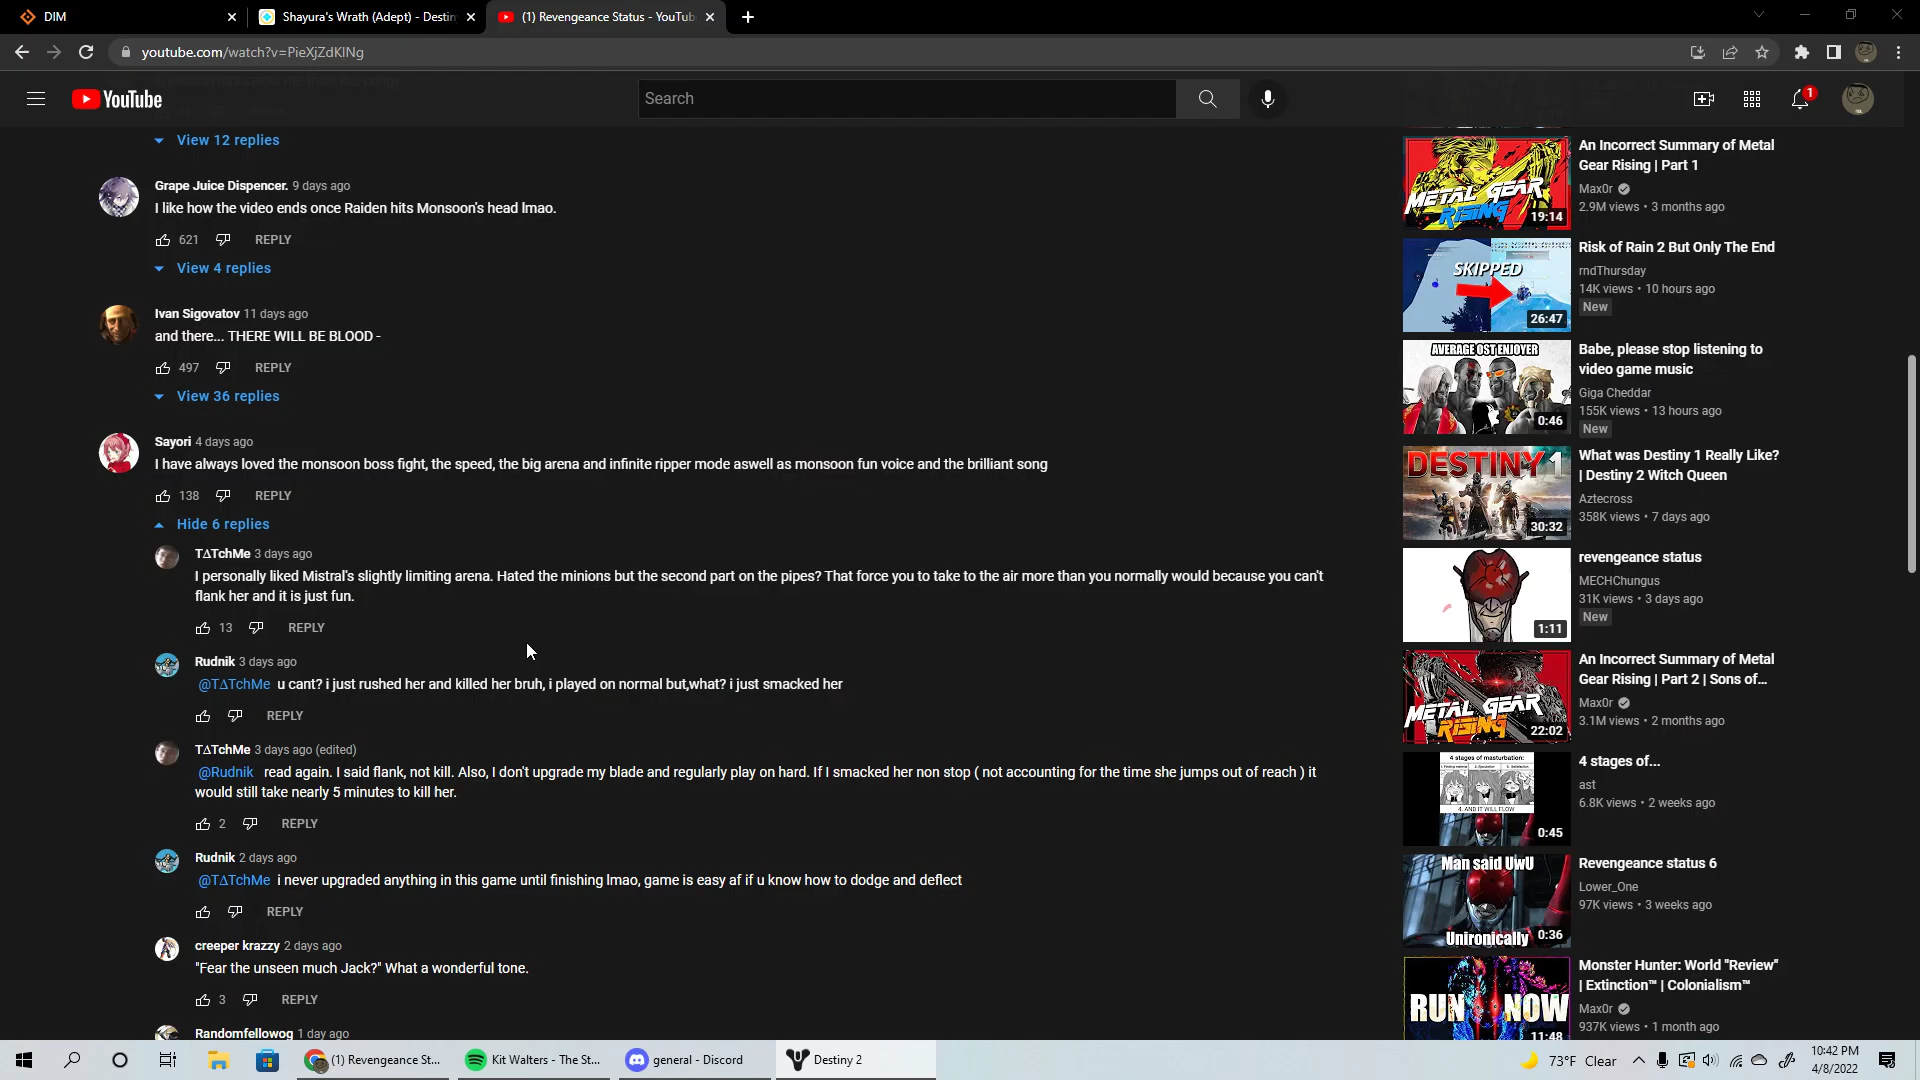 DIM
Shayura's Wrath (Adept) - Destin
(1) Revengeance Status - YouTub
youtube.com/watch?v=PieXjZdKlNg
YouTube
Search
1
View 12 replies
Grape Juice Dispencer. 9 days ago
I like how the video ends once Raiden hits Monsoon's head lmao.
621 REPLY
View 4 replies
Ivan Sigovatov 11 days ago
and there... THERE WILL BE BLOOD -
497 REPLY
View 36 replies
Sayori 4 days ago
I have always loved the monsoon boss fight, the speed, the big arena and infinite ripper mode aswell as monsoon fun voice and the brilliant song
138 REPLY
Hide 6 replies
TΔTchMe 3 days ago
I personally liked Mistral's slightly limiting arena. Hated the minions but the second part on the pipes? That force you to take to the air more than you normally would because you can't
flank her and it is just fun.
13 REPLY
Rudnik 3 days ago
@TΔTchMe u cant? i just rushed her and killed her bruh, i played on normal but,what? i just smacked her
REPLY
TΔTchMe 3 days ago (edited)
@Rudnik read again. I said flank, not kill. Also, I don't upgrade my blade and regularly play on hard. If I smacked her non stop ( not accounting for the time she jumps out of reach ) it
would still take nearly 5 minutes to kill her.
2 REPLY
Rudnik 2 days ago
@TΔTchMe i never upgraded anything in this game until finishing lmao, game is easy af if u know how to dodge and deflect
REPLY
creeper krazzy 2 days ago
"Fear the unseen much Jack?" What a wonderful tone.
3 REPLY
Randomfellowog 1 day ago
METAL GEAR
RISING
19:14
An Incorrect Summary of Metal
Gear Rising | Part 1
Max0r
2.9M views • 3 months ago
SKIPPED
26:47
Risk of Rain 2 But Only The End
rndThursday
14K views • 10 hours ago
New
AVERAGE OST ENJOYER
0:46
Babe, please stop listening to
video game music
Giga Cheddar
155K views • 13 hours ago
New
DESTINY 1
30:32
What was Destiny 1 Really Like?
| Destiny 2 Witch Queen
Aztecross
358K views • 7 days ago
1:11
revengeance status
MECHChungus
31K views • 3 days ago
New
METAL GEAR
RISING
22:02
An Incorrect Summary of Metal
Gear Rising | Part 2 | Sons of...
Max0r
3.1M views • 2 months ago
4 stages of masturbation:
4. AND IT WILL FLOW
0:45
4 stages of...
ast
6.8K views • 2 weeks ago
Man said UwU
Unironically
0:36
Revengeance status 6
Lower_One
97K views • 3 weeks ago
RUN NOW
11:48
Monster Hunter: World "Review"
| Extinction™ | Colonialism™
Max0r
937K views • 1 month ago
(1) Revengeance St...
Kit Walters - The St...
general - Discord
Destiny 2
73°F Clear
10:42 PM
4/8/2022